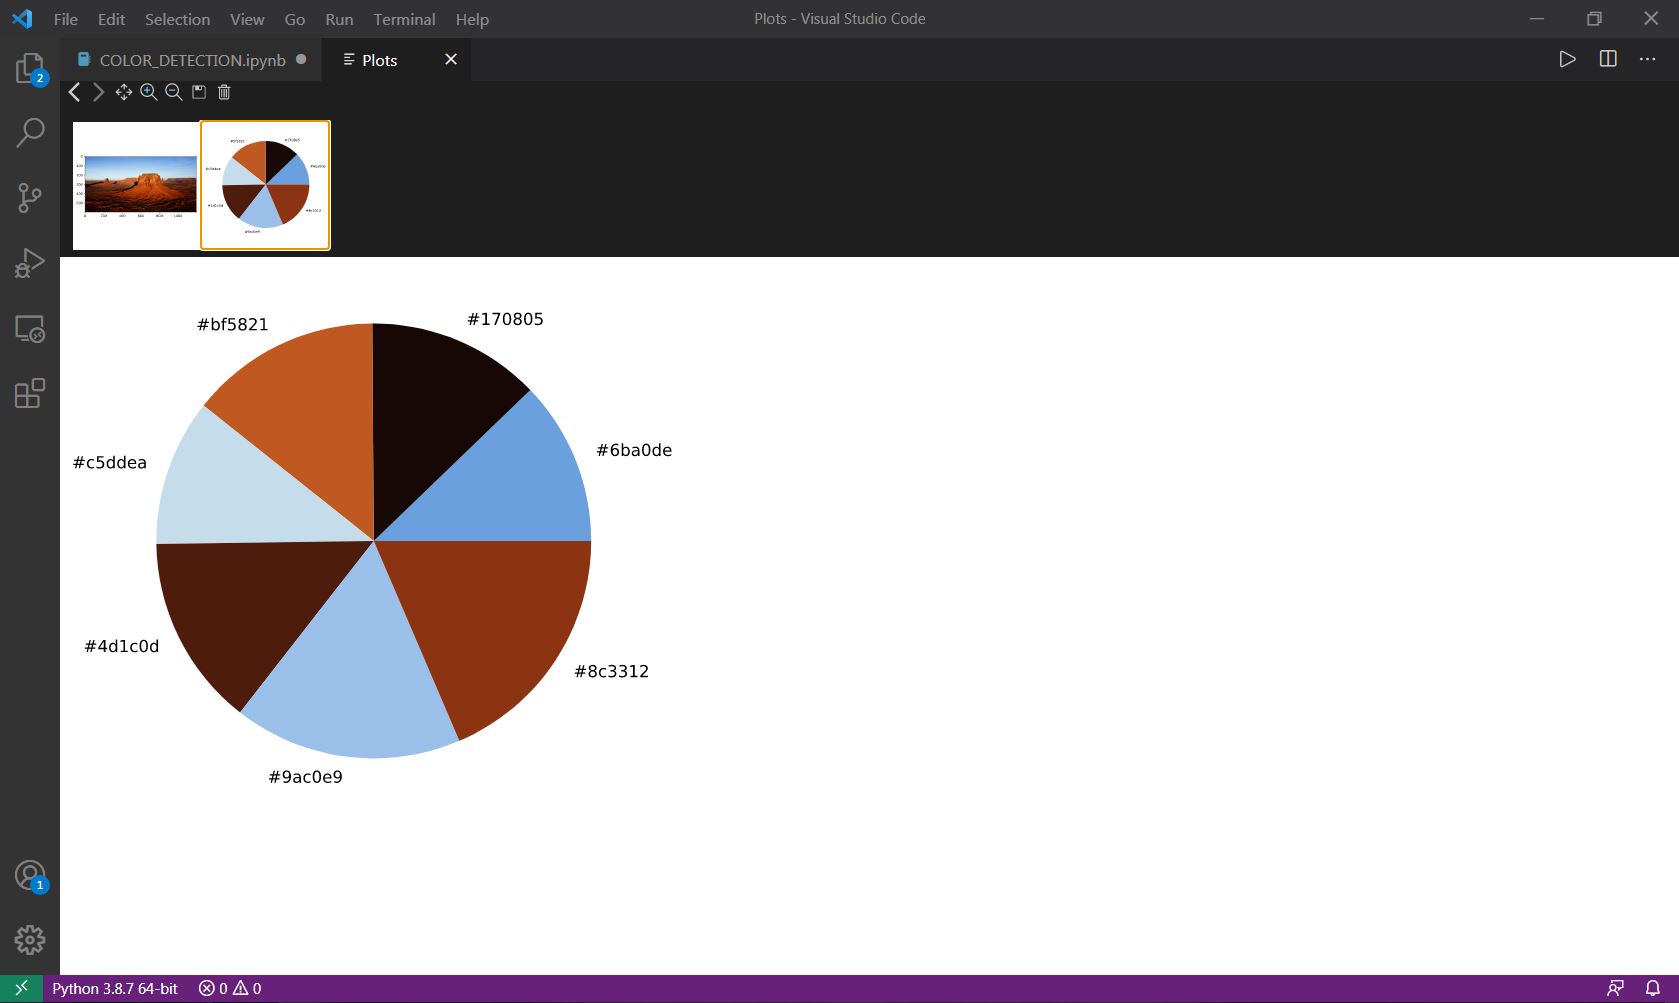 File Edit Selection View Go Run Terminal Help
Plots - Visual Studio Code
COLOR_DETECTION.ipynb
Plots
2
#bf5821
#170805
#c5ddea
#6ba0de
#4d1c0d
#8c3312
#9ac0e9
1
Python 3.8.7 64-bit
0
0